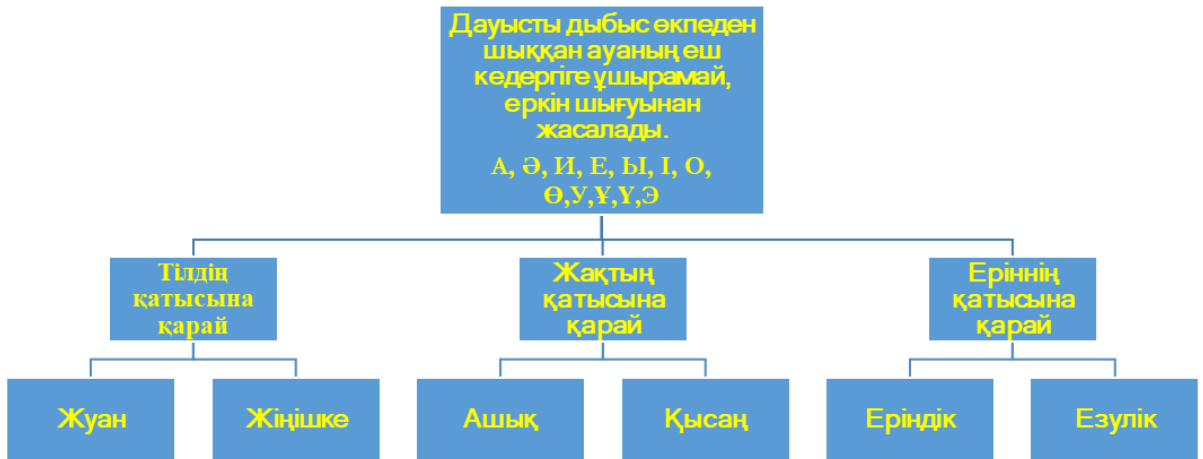 Дауысты дыбыс өкпеден
шыққан ауаның еш
кедергіге ұшырамай,
еркін шығуынан
жасалады.
А, Ә, И, Е, Ы, І, О,
Ө,У,Ұ,Ү,Э
Тілдің
қатысына
қарай
Жақтың
қатысына
қарай
Еріннің
қатысына
қарай
Жуан
Жіңішке
Ашық
Қысаң
Еріндік
Езулік